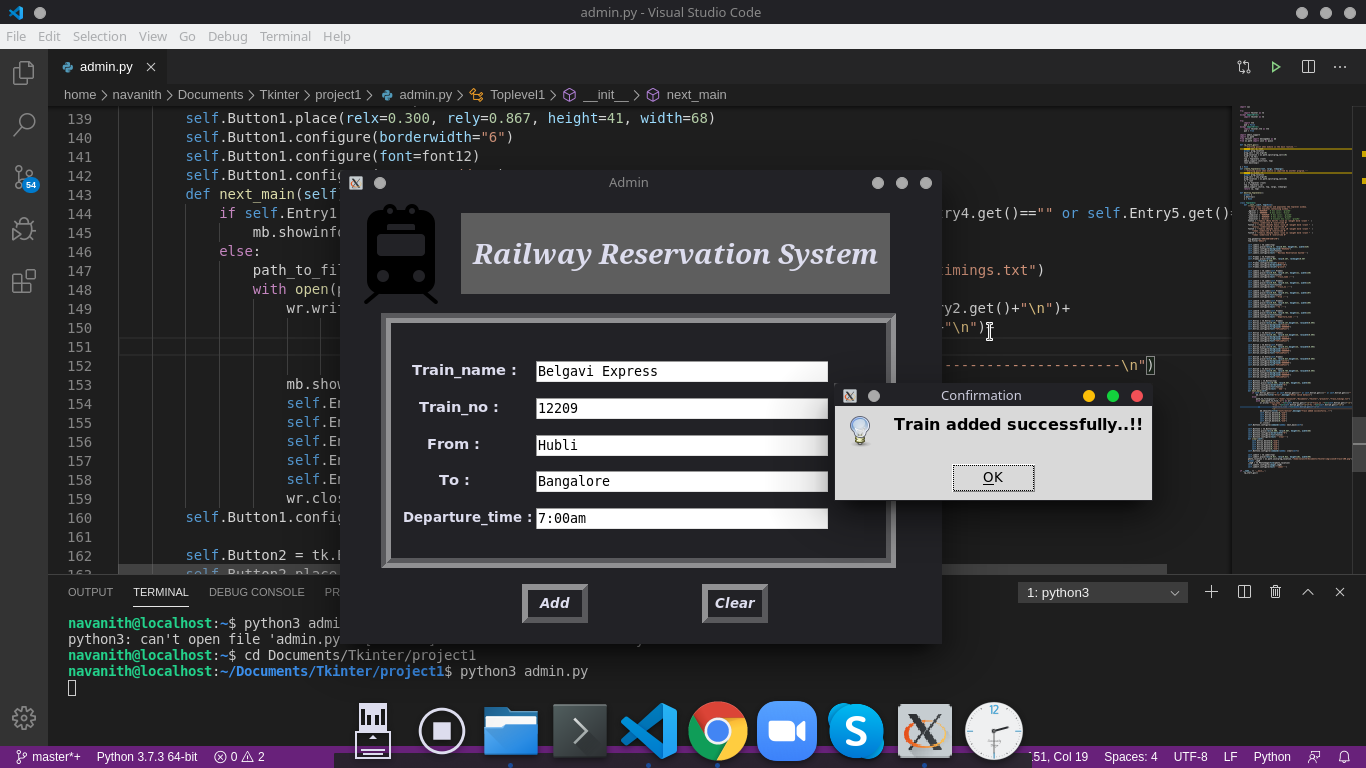 admin.py - Visual Studio Code
File Edit Selection View Go Debug Terminal Help
admin.py
home > navanith > Documents > Tkinter > project1 > admin.py > Toplevel1 > __init__ > next_main
139 self.Button1.place(relx=0.300, rely=0.867, height=41, width=68)
140 self.Button1.configure(borderwidth="6")
141 self.Button1.configure(font=font12)
142 self.Button1.conf
143 def next_main(self
144 if self.Entry1 ry4.get()=="" or self.Entry5.get()=
145 mb.showinfo
146 else:
147 path_to_fil imings.txt")
148 with open(p
149 wr.writ ry2.get()+"\n")+
150 "\n")
151
152 ---------------------\n")
153 mb.show
154 self.En
155 self.En
156 self.En
157 self.En
158 self.En
159 wr.clos
160 self.Button1.config
161
162 self.Button2 = tk.B
163 self.Button2.place
54
Admin
Railway Reservation System
Train_name : Belgavi Express
Train_no : 12209
From : Hubli
To : Bangalore
Departure_time : 7:00am
Add Clear
Confirmation
Train added successfully..!!
OK
OUTPUT TERMINAL DEBUG CONSOLE PR
1: python3
navanith@localhost:~$ python3 admi
python3: can't open file 'admin.py
navanith@localhost:~$ cd Documents/Tkinter/project1
navanith@localhost:~/Documents/Tkinter/project1$ python3 admin.py
12
master*+ Python 3.7.3 64-bit 0 2 151, Col 19 Spaces: 4 UTF-8 LF Python